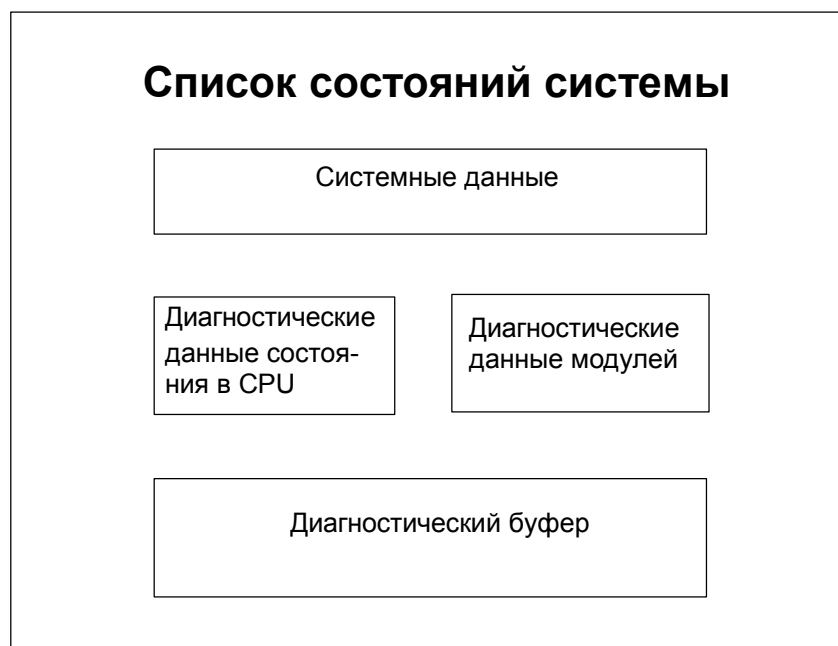 Список состояний системы
Системные данные
Диагностические
данные состоя-
ния в CPU
Диагностические
данные модулей
Диагностический буфер